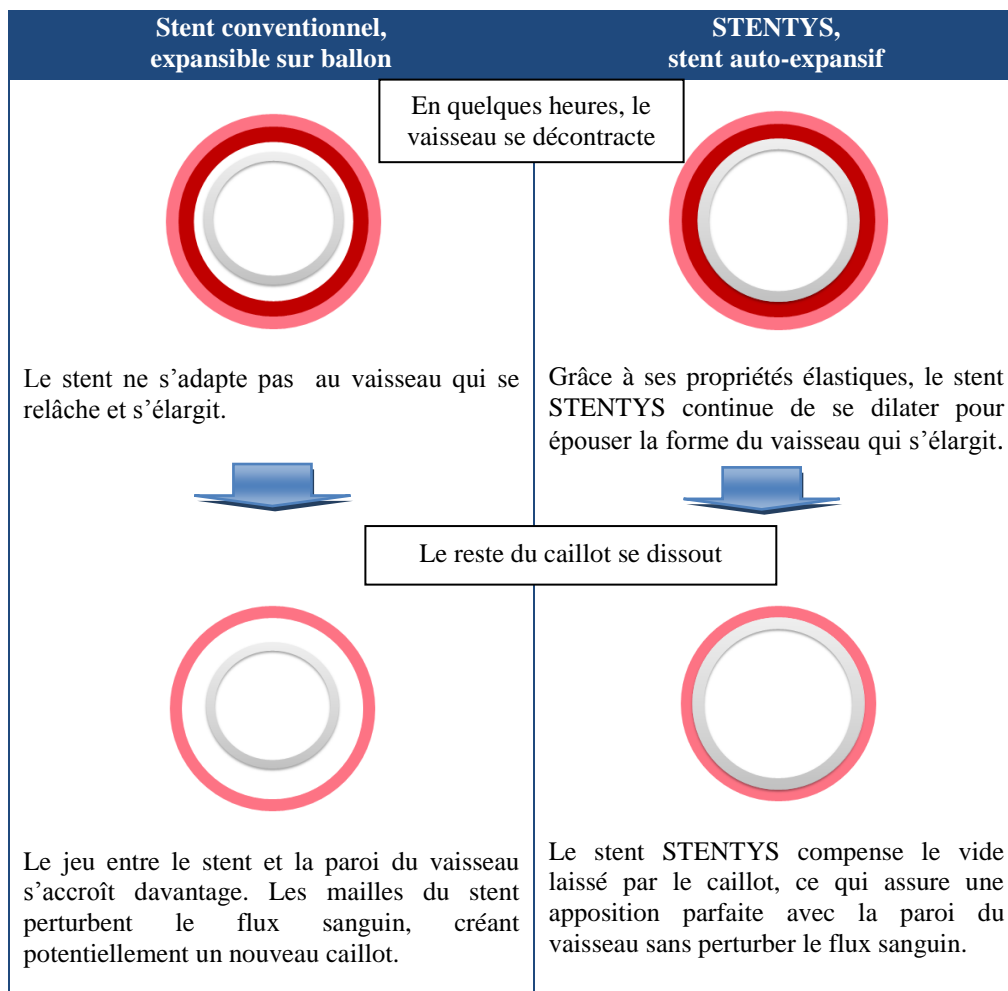 Stent conventionnel,
expansible sur ballon
STENTYS,
stent auto-expansif
En quelques heures, le
vaisseau se décontracte
Le stent ne s’adapte pas au vaisseau qui se
relâche et s’élargit.
Grâce à ses propriétés élastiques, le stent
STENTYS continue de se dilater pour
épouser la forme du vaisseau qui s’élargit.
Le reste du caillot se dissout
Le jeu entre le stent et la paroi du vaisseau
s’accroît davantage. Les mailles du stent
perturbent le flux sanguin, créant
potentiellement un nouveau caillot.
Le stent STENTYS compense le vide
laissé par le caillot, ce qui assure une
apposition parfaite avec la paroi du
vaisseau sans perturber le flux sanguin.